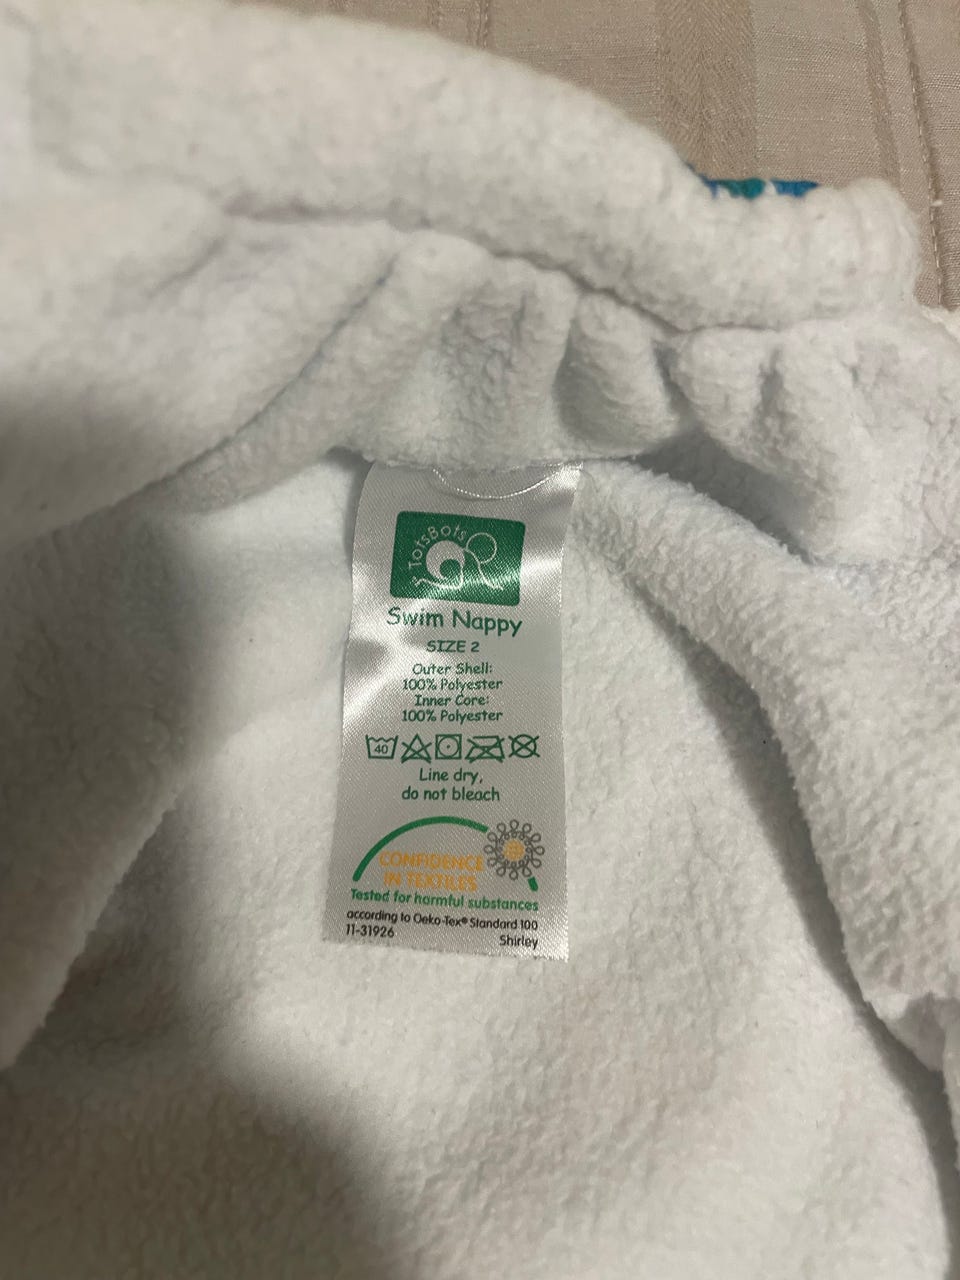 TotsBots
Swim Nappy
SIZE 2
Outer Shell:
100% Polyester
Inner Core:
100% Polyester
40
Line dry,
do not bleach
CONFIDENCE
IN TEXTILES
Tested for harmful substances
according to Oeko-Tex® Standard 100
11-31926 Shirley